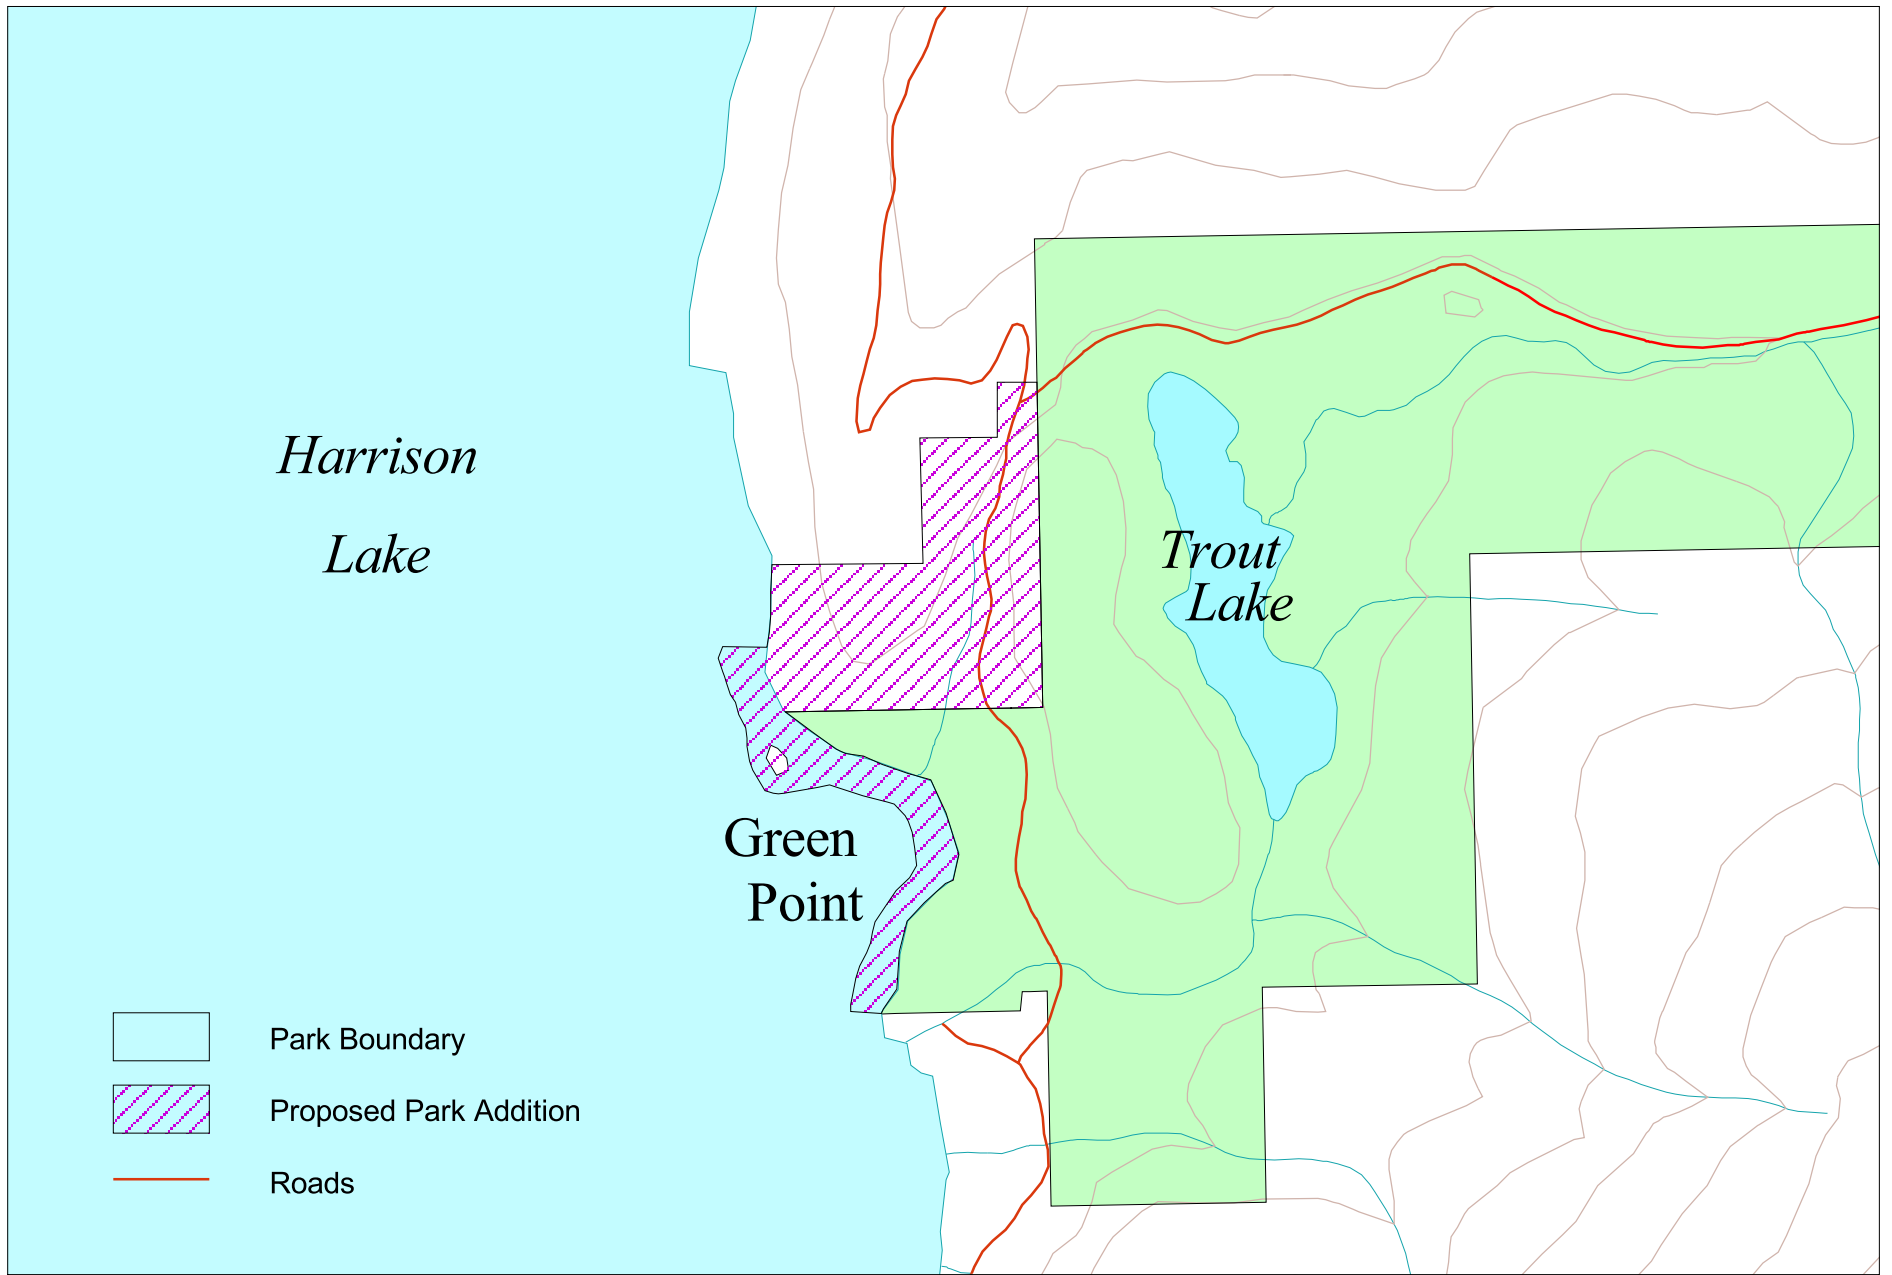 Harrison
Lake
Trout
Lake
Green
Point
Park Boundary
Proposed Park Addition
Roads